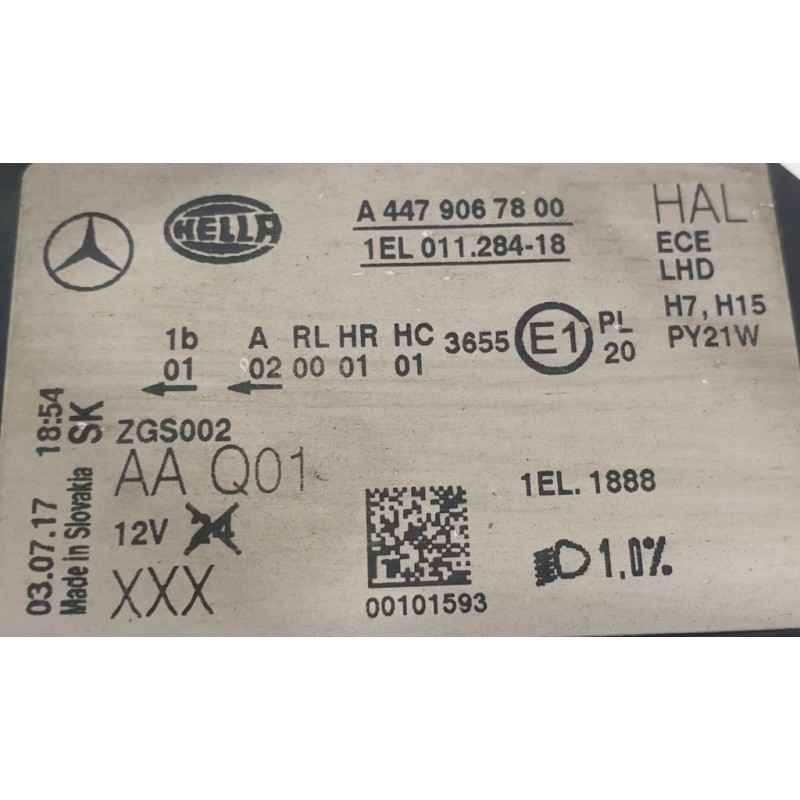 HELLA
A 447 906 78 00
1EL 011.284-18
HAL
ECE
LHD
H7, H15
PY21W
1b A RL HR HC 3655 E1 PL
01 02 00 01 01 20
ZGS002
AA Q01
12V 24
XXX
03.07.17 18:54
Made in Slovakia SK
00101593
1EL. 1888
1,0%